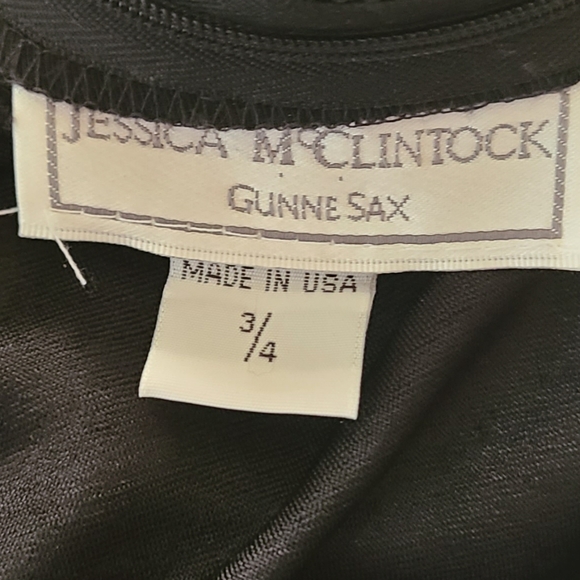 JESSICA McCLINTOCK
GUNNE SAX
MADE IN USA
3/4